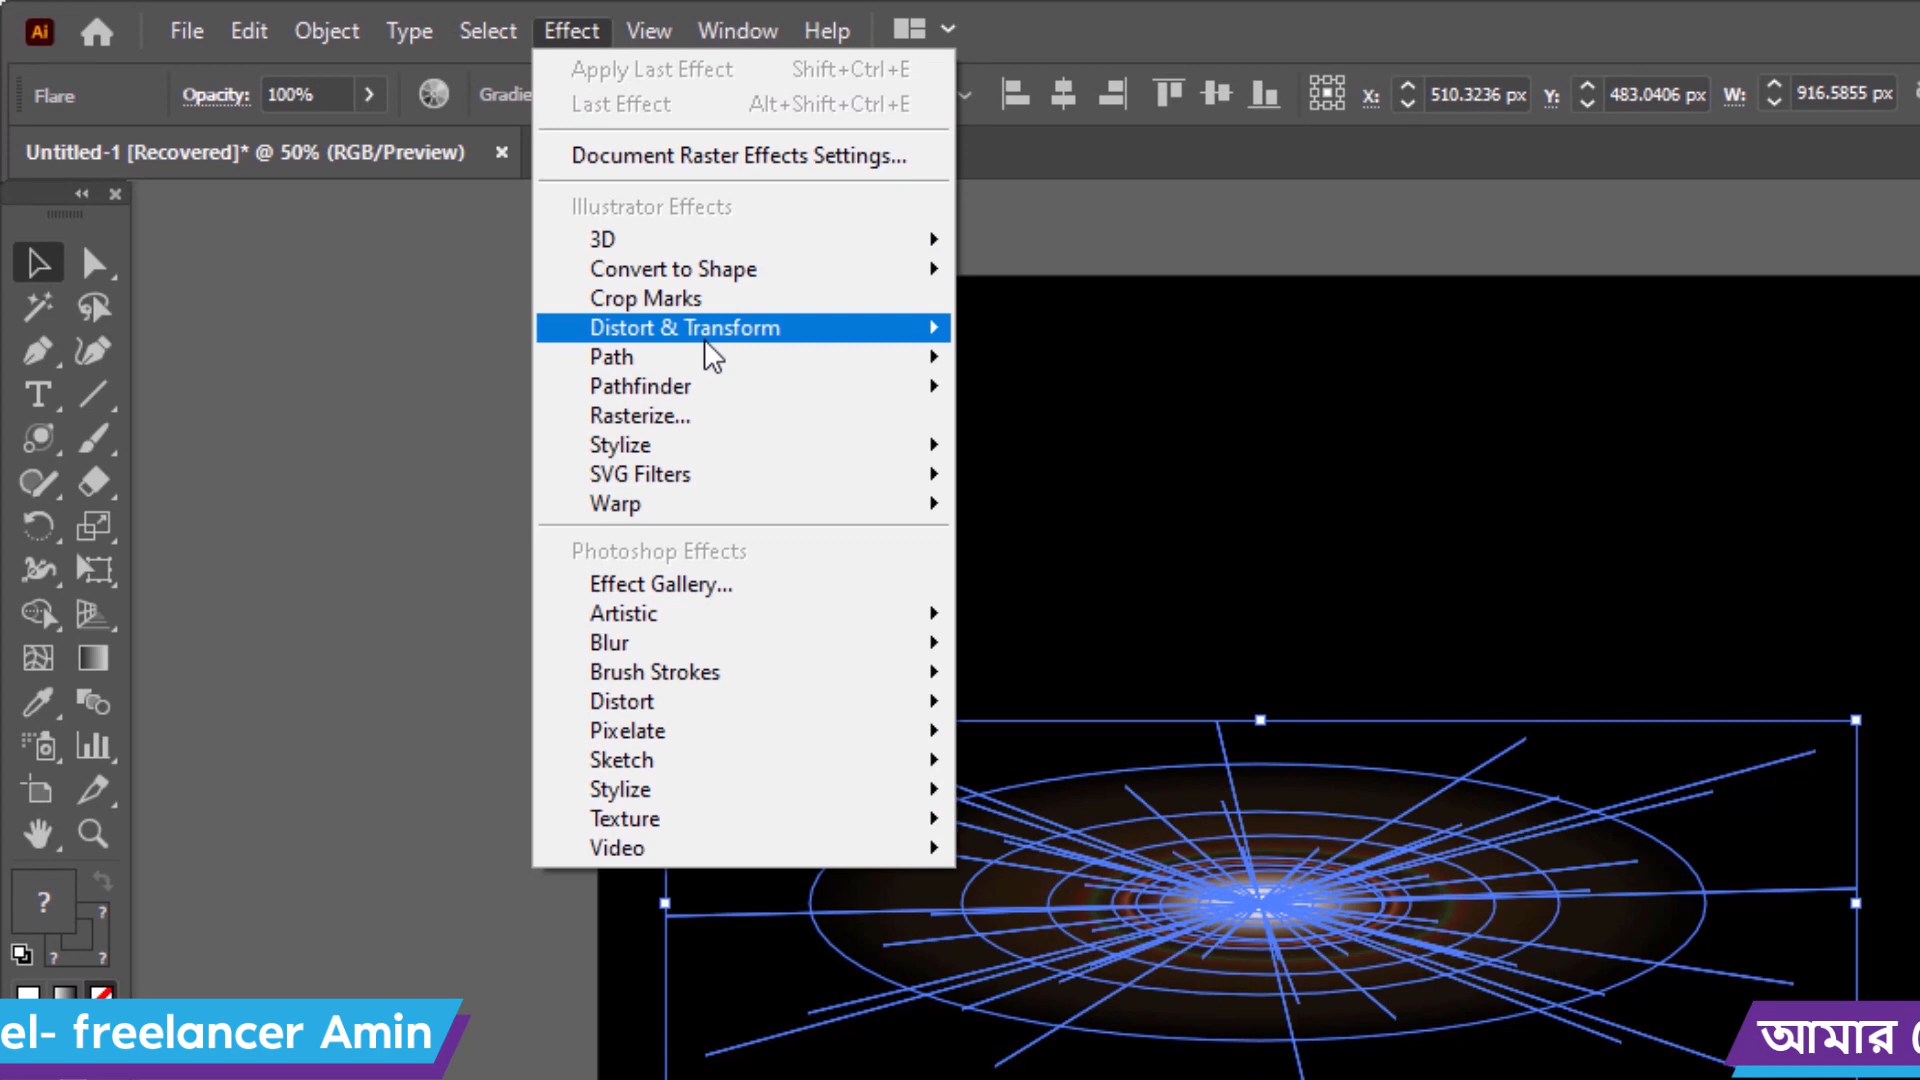 Ai File Edit Object Type Select Effect View Window Help
Flare Opacity: 100% Gradie X: 510.3236 px Y: 483.0406 px W: 916.5855 px
Untitled-1 [Recovered]* @ 50% (RGB/Preview)
Apply Last Effect Shift+Ctrl+E
Last Effect Alt+Shift+Ctrl+E
Document Raster Effects Settings...
Illustrator Effects
3D
Convert to Shape
Crop Marks
Distort & Transform
Path
Pathfinder
Rasterize...
Stylize
SVG Filters
Warp
Photoshop Effects
Effect Gallery...
Artistic
Blur
Brush Strokes
Distort
Pixelate
Sketch
Stylize
Texture
Video
? ?
? ?
el- freelancer Amin
আমার